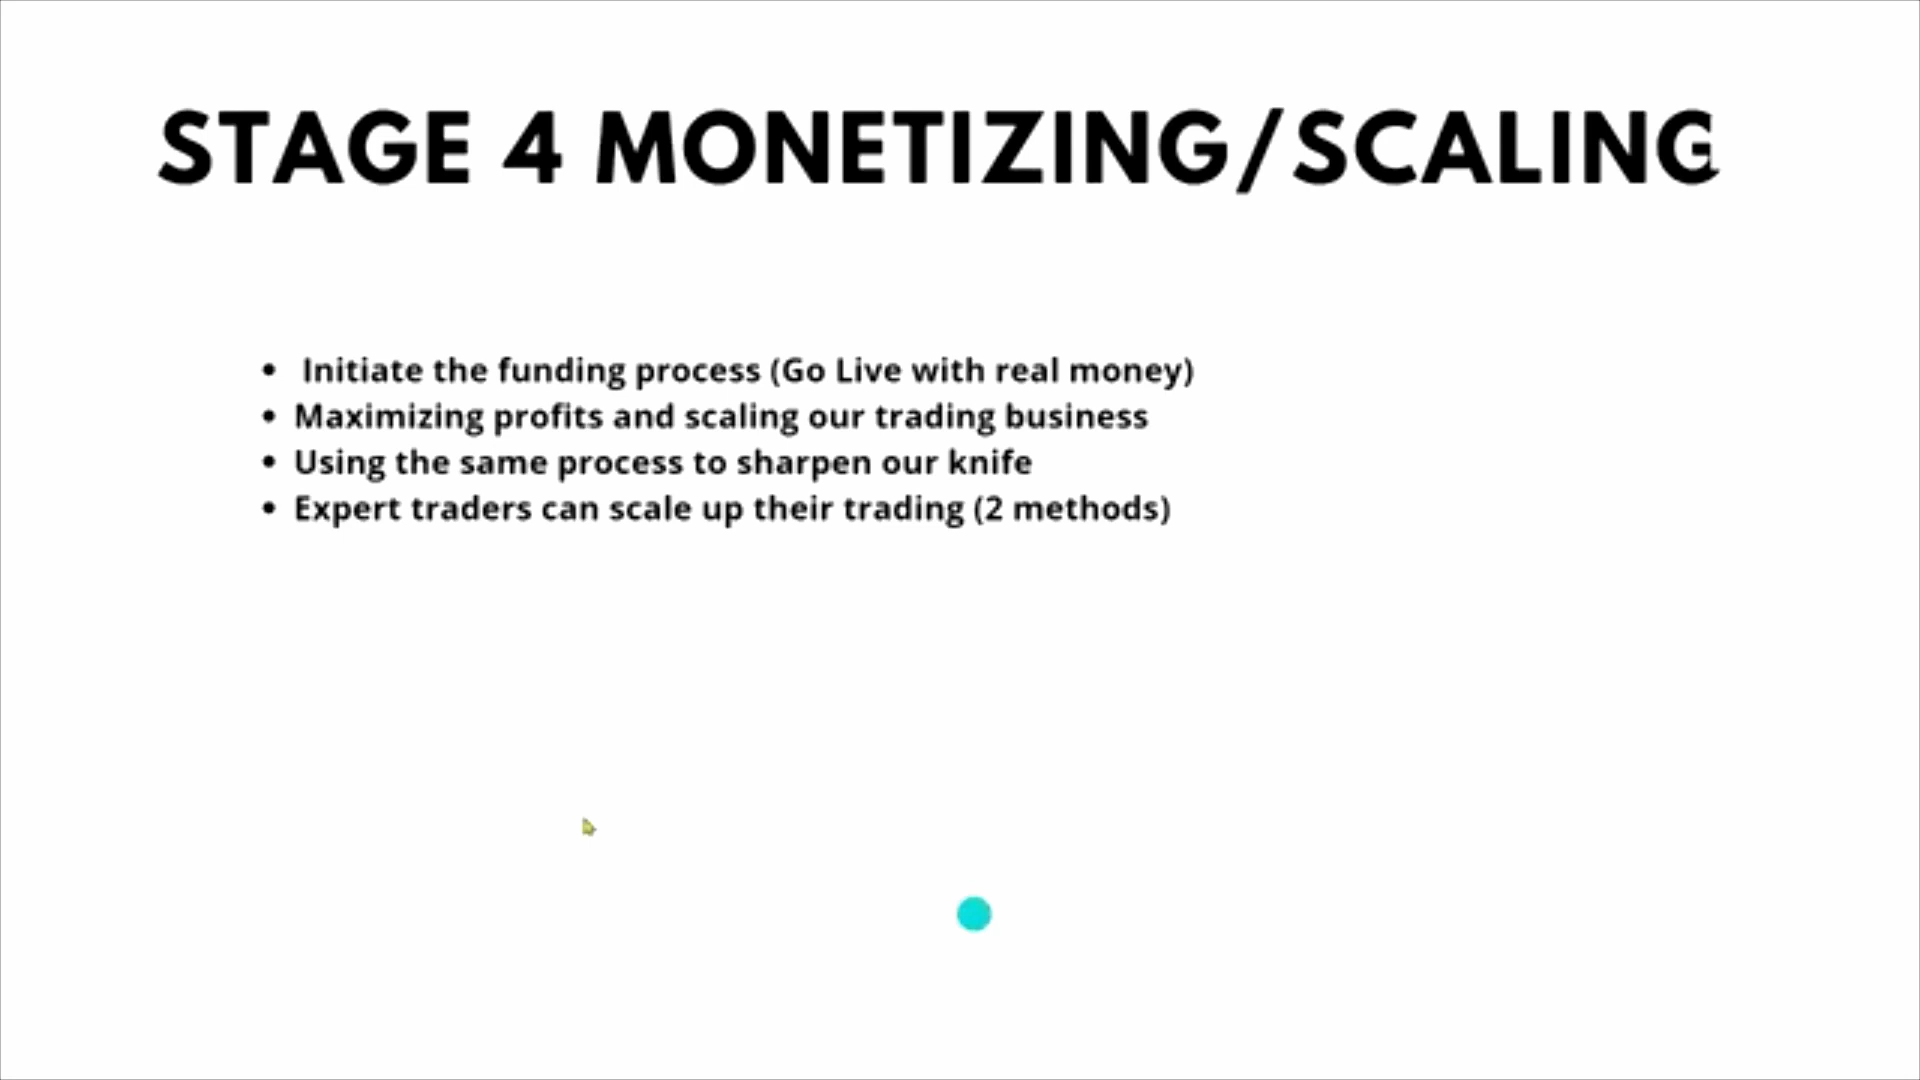 STAGE 4 MONETIZING/SCALING
• Initiate the funding process (Go Live with real money)
• Maximizing profits and scaling our trading business
• Using the same process to sharpen our knife
• Expert traders can scale up their trading (2 methods)